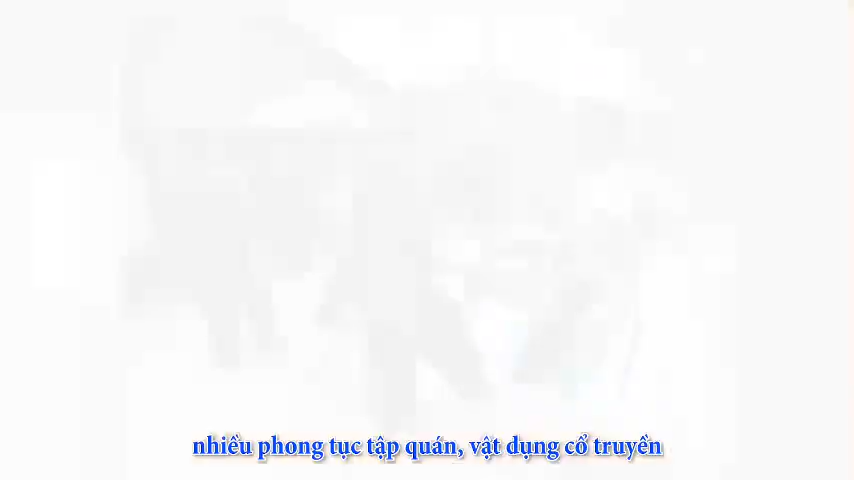 nhiều phong tục tập quán, vật dụng cổ truyền